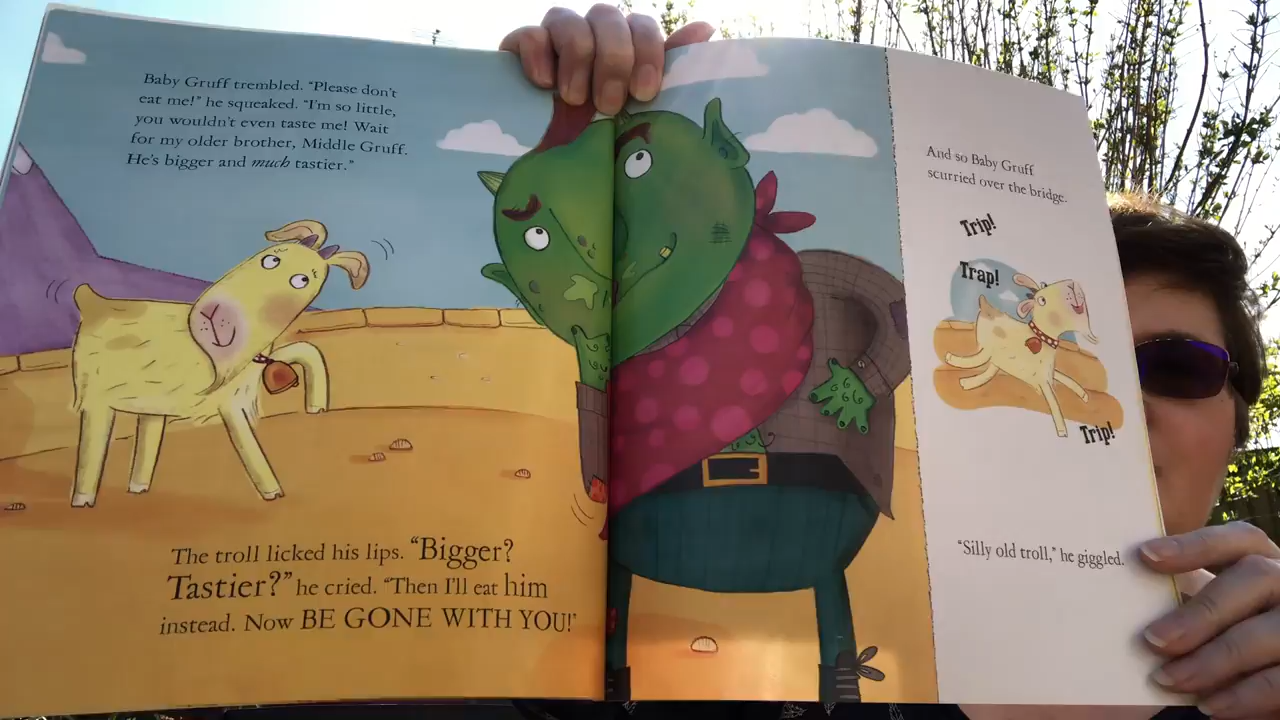 Baby Gruff trembled. "Please don't
eat me!" he squeaked. "I'm so little,
you wouldn't even taste me! Wait
for my older brother, Middle Gruff.
He's bigger and much tastier."
The troll licked his lips. "Bigger?
Tastier?" he cried. "Then I'll eat him
instead. Now BE GONE WITH YOU!"
And so Baby Gruff
scurried over the bridge.
Trip!
Trap!
Trip!
"Silly old troll," he giggled.